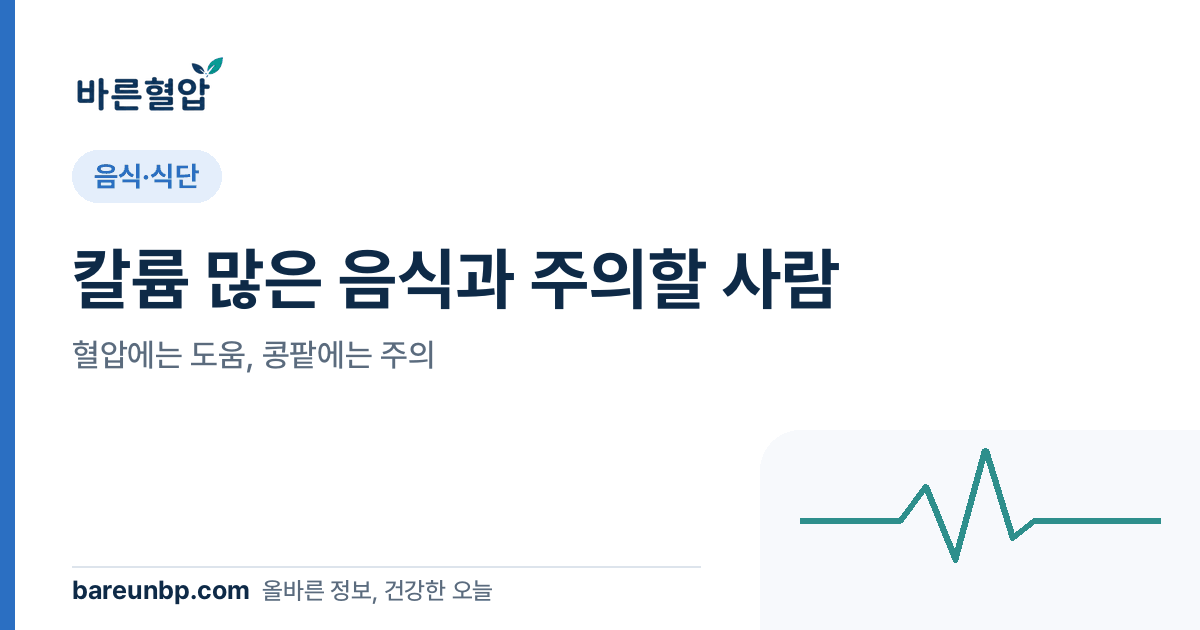 바른혈압
음식·식단
칼륨 많은 음식과 주의할 사람
혈압에는 도움, 콩팥에는 주의
bareunbp.com 올바른 정보, 건강한 오늘